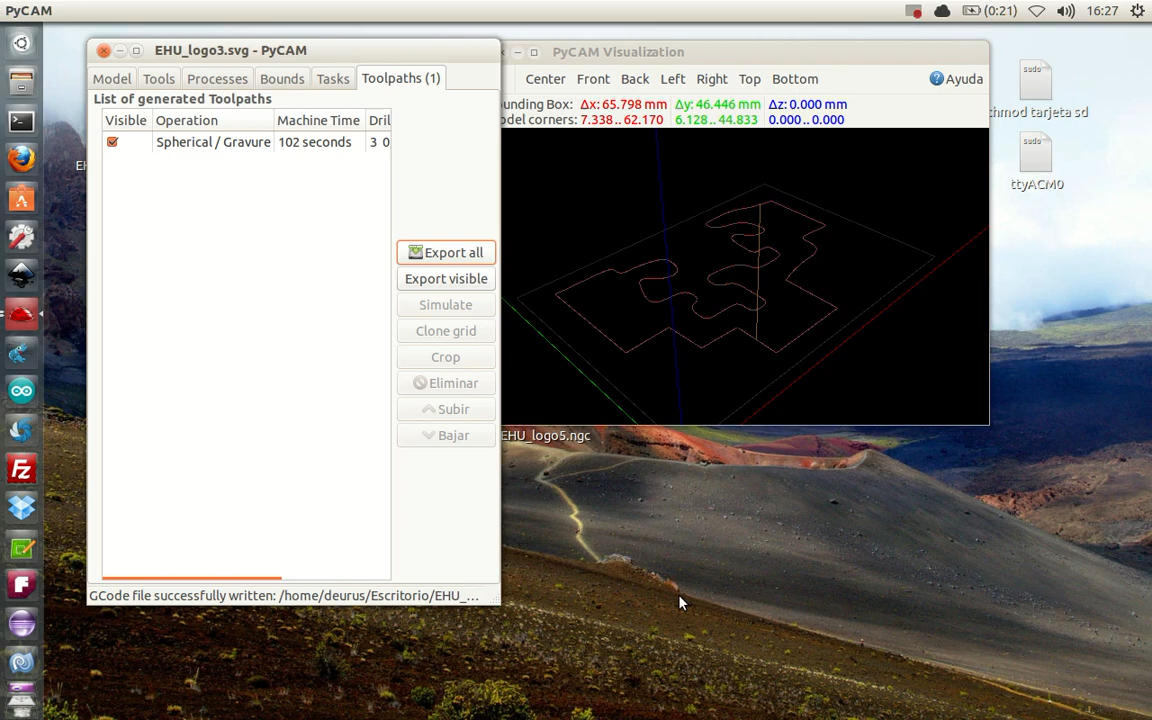 PyCAM
(0:21)
16:27
EHU_logo3.svg - PyCAM
PyCAM Visualization
Model
Tools
Processes
Bounds
Tasks
Toolpaths (1)
Center
Front
Back
Left
Right
Top
Bottom
Ayuda
List of generated Toolpaths
unding Box: Δx: 65.798 mm Δy: 46.446 mm Δz: 0.000 mm
del corners: 7.338 .. 62.170 6.128 .. 44.833 0.000 .. 0.000
Visible Operation Machine Time Dril
Spherical / Gravure 102 seconds 3 0
Export all
Export visible
Simulate
Clone grid
Crop
Eliminar
Subir
Bajar
GCode file successfully written: /home/deurus/Escritorio/EHU_...
EH
EHU_logo5.ngc
sudo
hmod tarjeta sd
sudo
ttyACM0
Fz
F